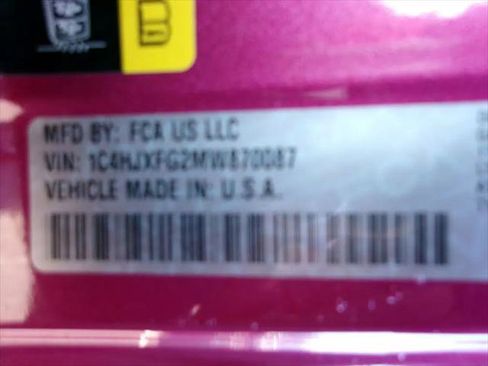 MFD BY: FCA US LLC
VIN: 1C4HJXFG2MW870087
VEHICLE MADE IN: U.S.A.